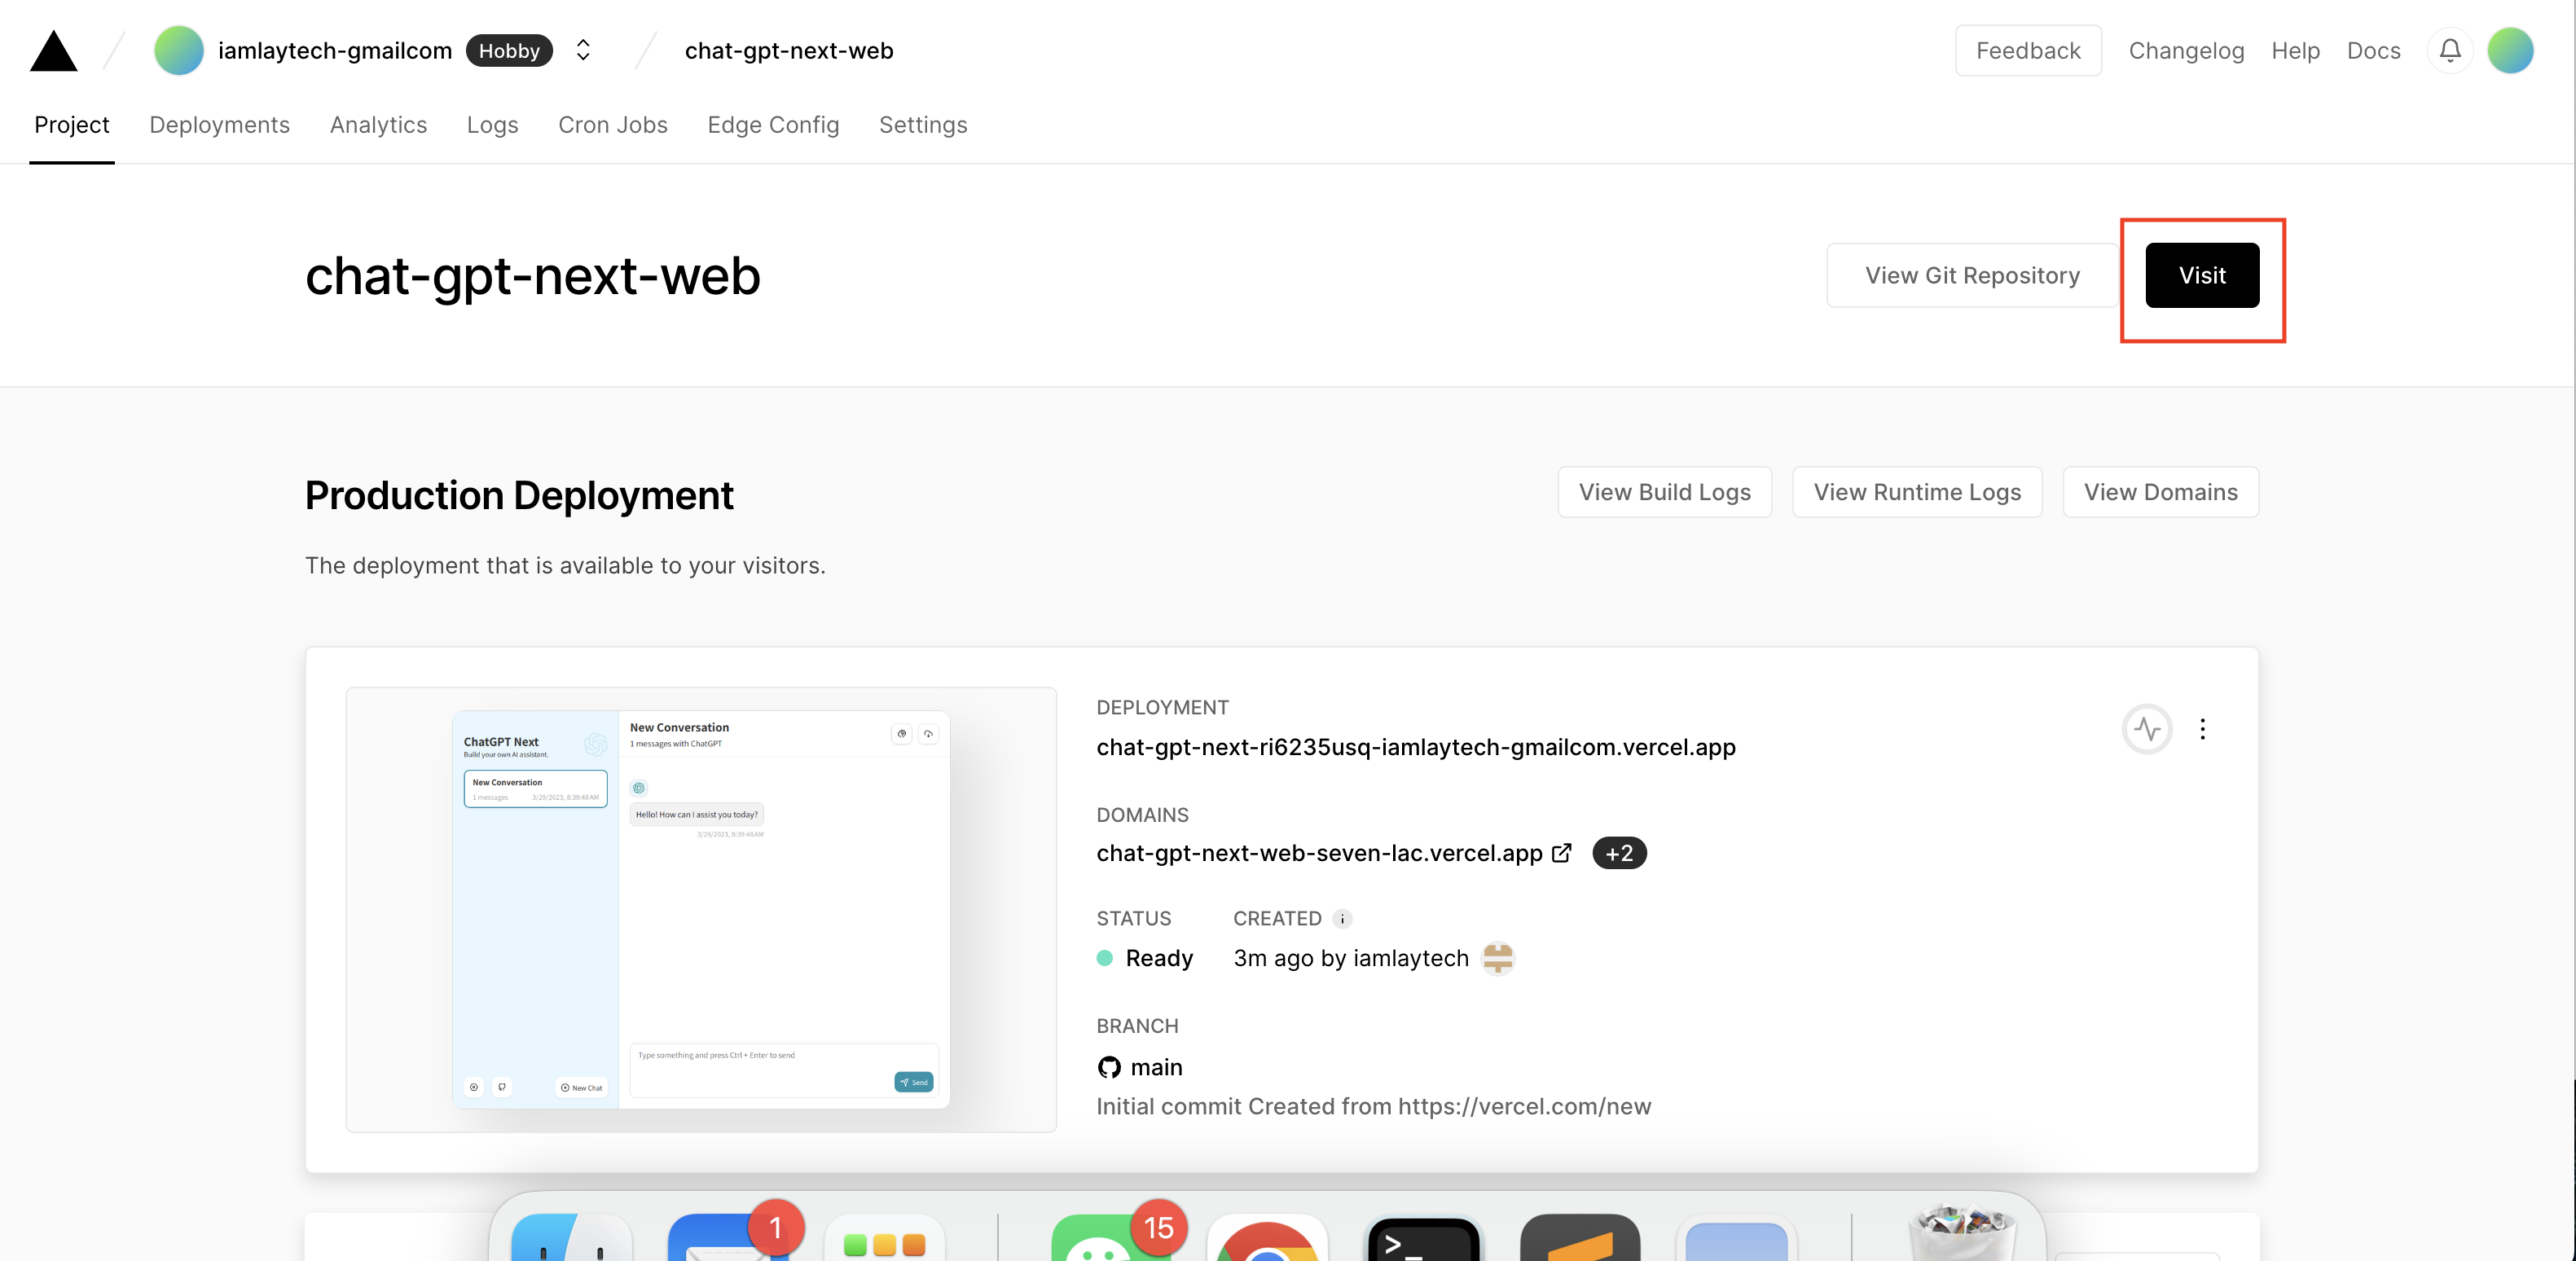 iamlaytech-gmailcom Hobby chat-gpt-next-web Feedback Changelog Help Docs
Project Deployments Analytics Logs Cron Jobs Edge Config Settings
chat-gpt-next-web View Git Repository Visit
Production Deployment View Build Logs View Runtime Logs View Domains
The deployment that is available to your visitors.
ChatGPT Next
Build your own AI assistant.
New Conversation
1 messages 3/29/2023, 8:39:48 AM
New Conversation
1 messages with ChatGPT
Hello! How can I assist you today?
3/29/2023, 8:39:48 AM
Type something and press Ctrl + Enter to send
Send
New Chat
DEPLOYMENT
chat-gpt-next-ri6235usq-iamlaytech-gmailcom.vercel.app
DOMAINS
chat-gpt-next-web-seven-lac.vercel.app +2
STATUS CREATED
Ready 3m ago by iamlaytech
BRANCH
main
Initial commit Created from https://vercel.com/new
1 15
>_